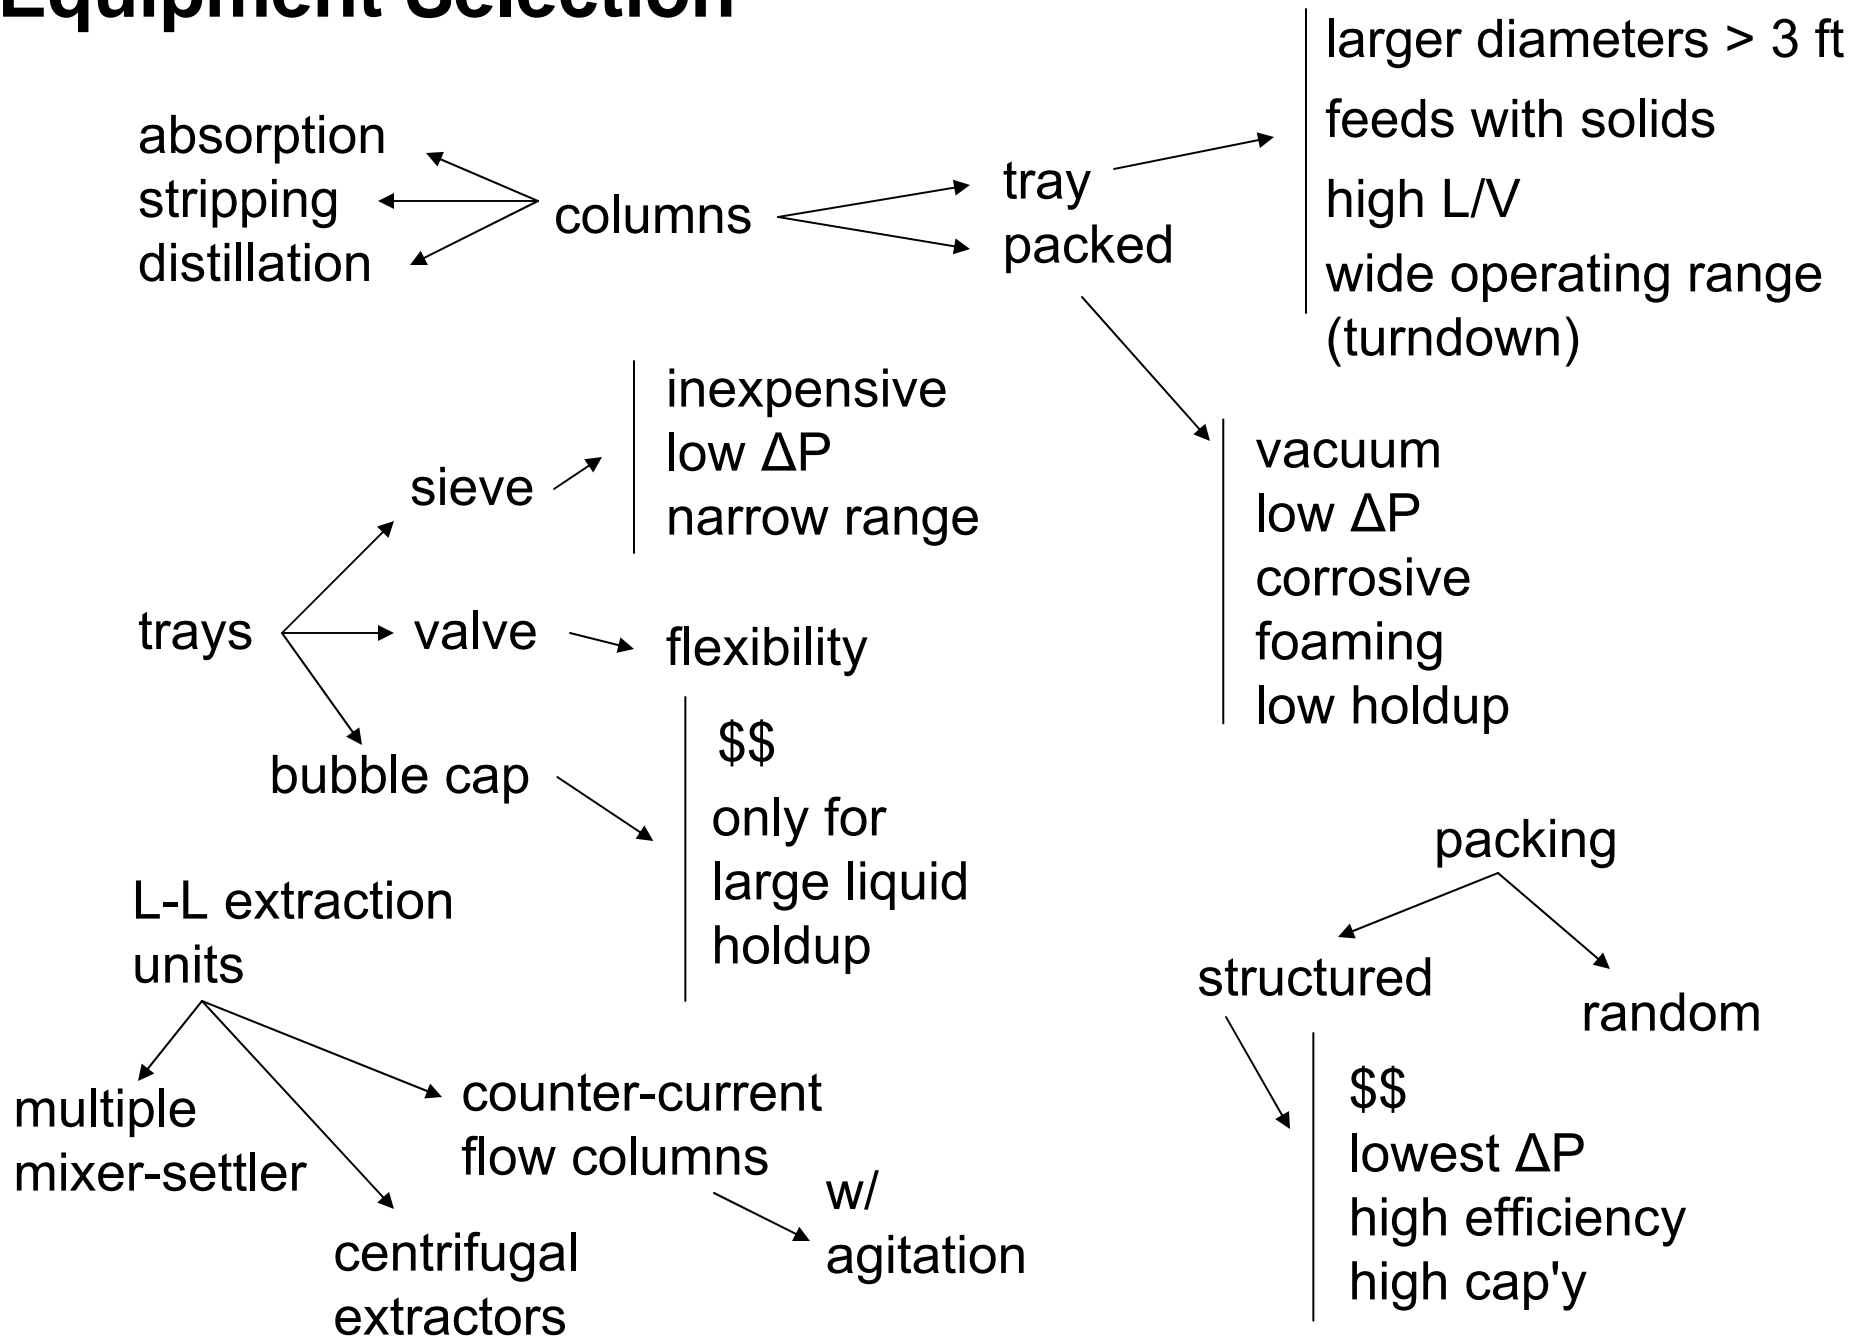 Equipment Selection
absorption
stripping
distillation
columns
tray
packed
larger diameters > 3 ft
feeds with solids
high L/V
wide operating range
(turndown)
vacuum
low ΔP
corrosive
foaming
low holdup
trays
sieve
inexpensive
low ΔP
narrow range
valve
flexibility
bubble cap
$$
only for
large liquid
holdup
packing
structured
random
$$
lowest ΔP
high efficiency
high cap'y
L-L extraction
units
multiple
mixer-settler
centrifugal
extractors
counter-current
flow columns
w/
agitation